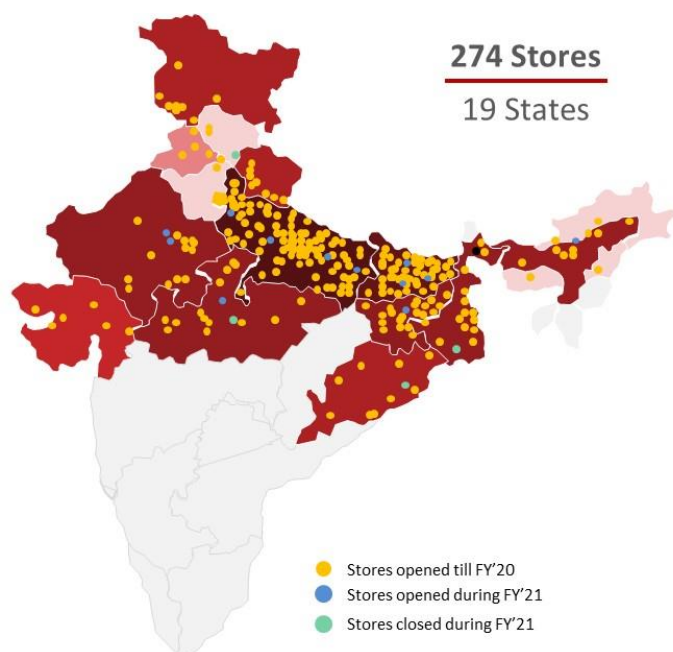 274 Stores
19 States
Stores opened till FY'20
Stores opened during FY'21
Stores closed during FY'21